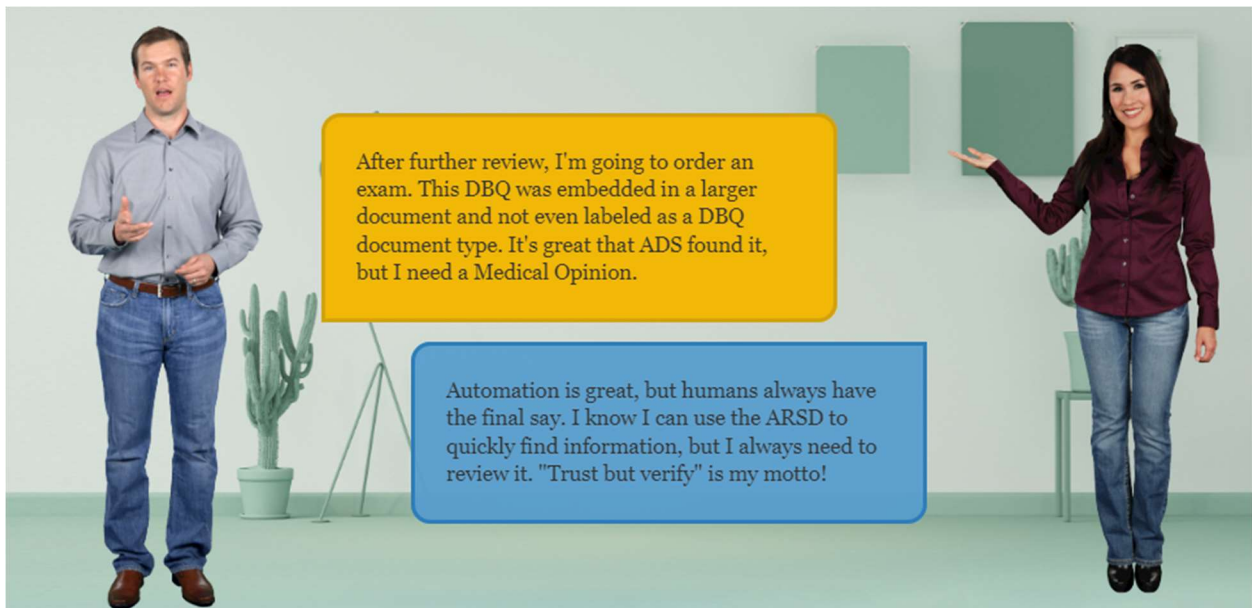 After further review, I'm going to order an
exam. This DBQ was embedded in a larger
document and not even labeled as a DBQ
document type. It's great that ADS found it,
but I need a Medical Opinion.
Automation is great, but humans always have
the final say. I know I can use the ARSD to
quickly find information, but I always need to
review it. "Trust but verify" is my motto!